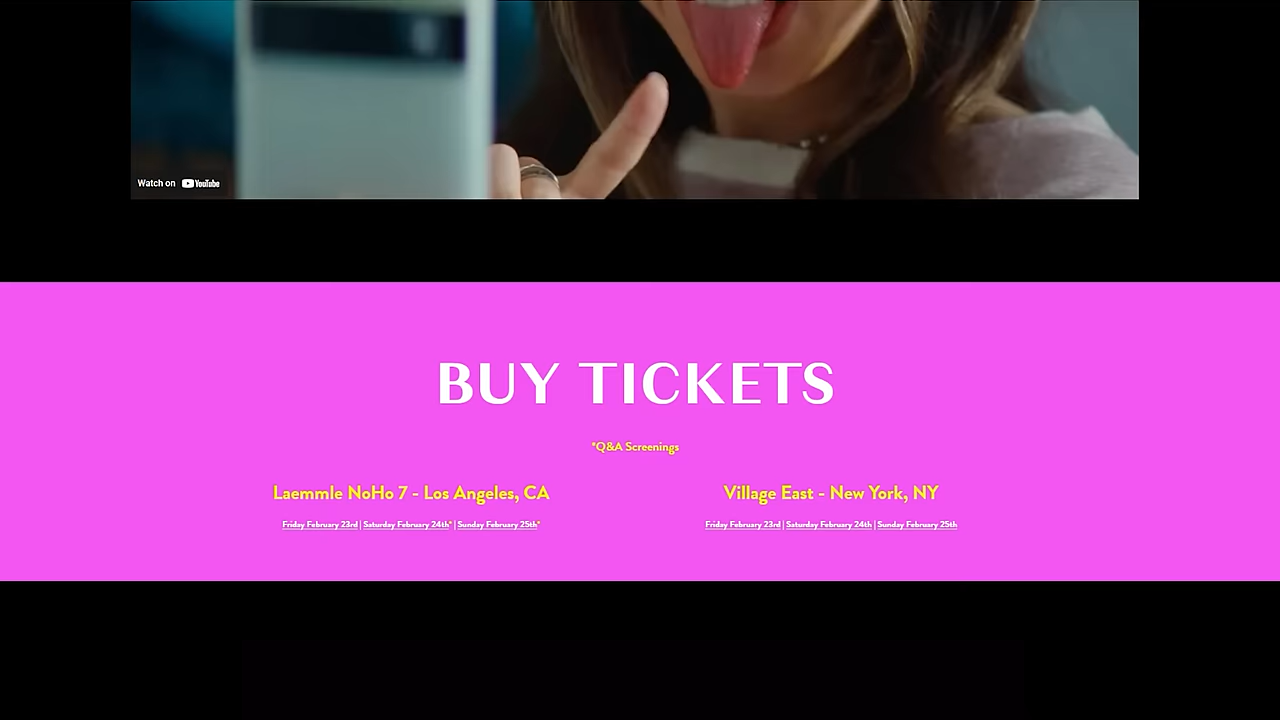 Watch on YouTube
BUY TICKETS
*Q&A Screenings
Laemmle NoHo 7 - Los Angeles, CA
Friday February 23rd | Saturday February 24th* | Sunday February 25th*
Village East - New York, NY
Friday February 23rd | Saturday February 24th | Sunday February 25th